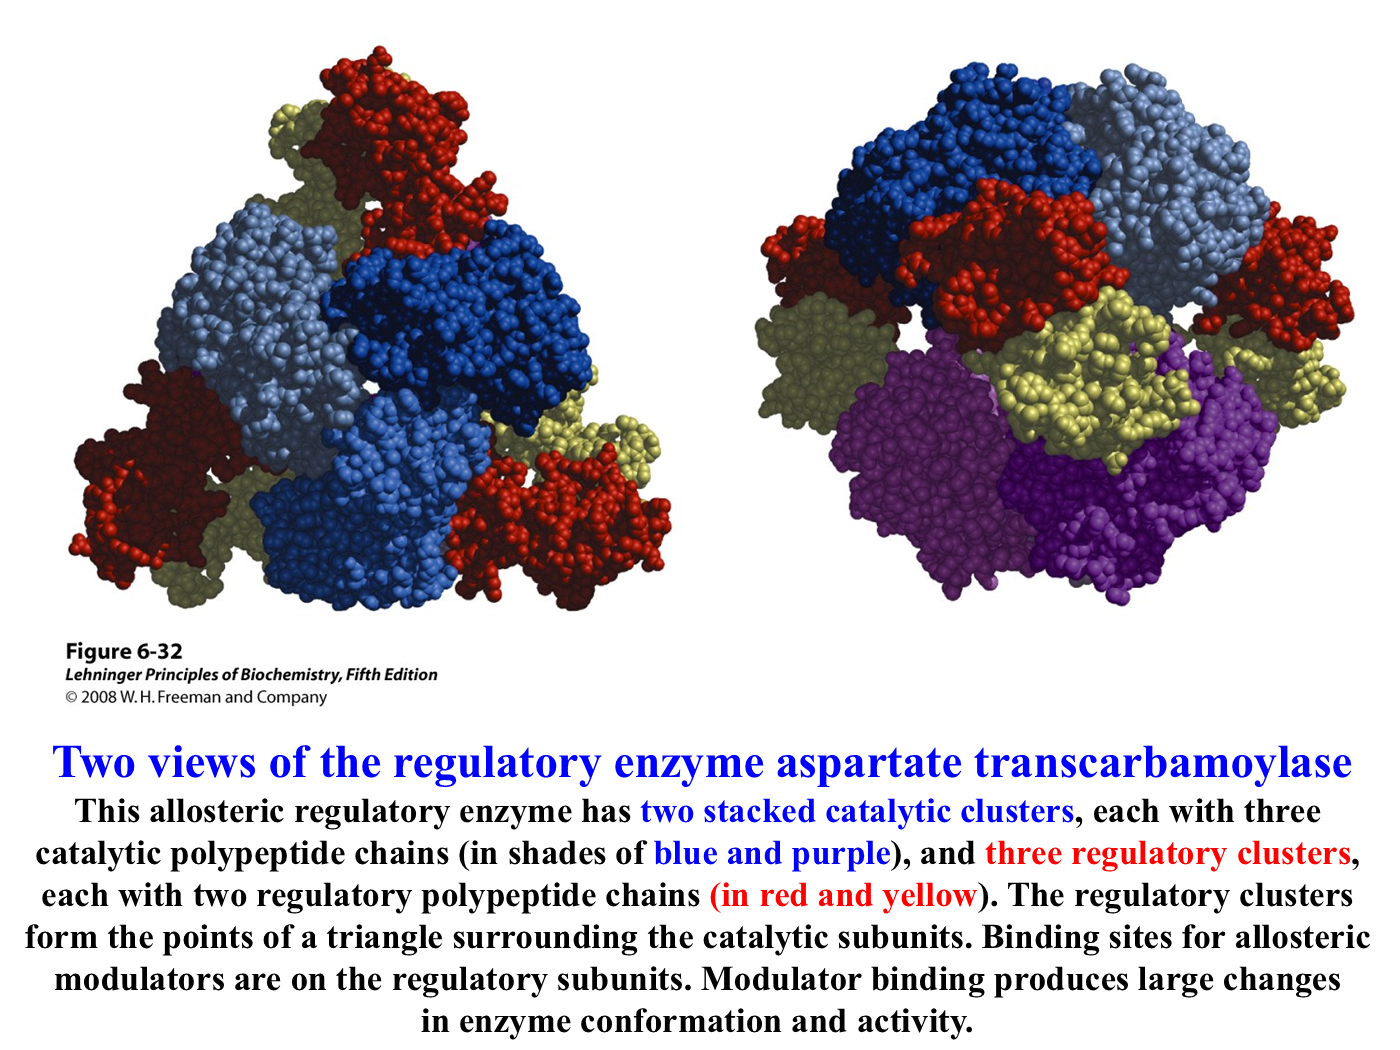 Figure 6-32
Lehninger Principles of Biochemistry, Fifth Edition
© 2008 W. H. Freeman and Company
Two views of the regulatory enzyme aspartate transcarbamoylase
This allosteric regulatory enzyme has two stacked catalytic clusters, each with three
catalytic polypeptide chains (in shades of blue and purple), and three regulatory clusters,
each with two regulatory polypeptide chains (in red and yellow). The regulatory clusters
form the points of a triangle surrounding the catalytic subunits. Binding sites for allosteric
modulators are on the regulatory subunits. Modulator binding produces large changes
in enzyme conformation and activity.